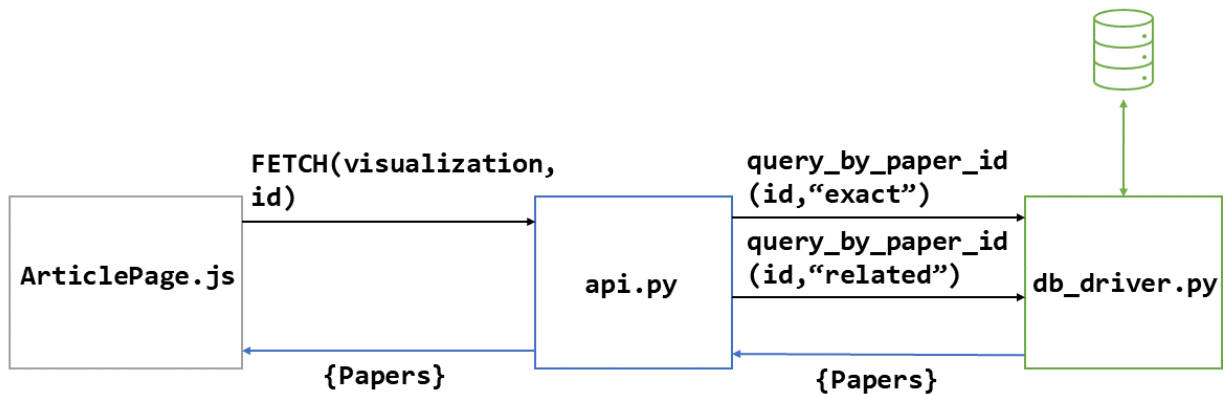 FETCH(visualization,
id)
query_by_paper_id
(id,“exact”)
query_by_paper_id
(id,“related”)
ArticlePage.js
api.py
db_driver.py
{Papers}
{Papers}